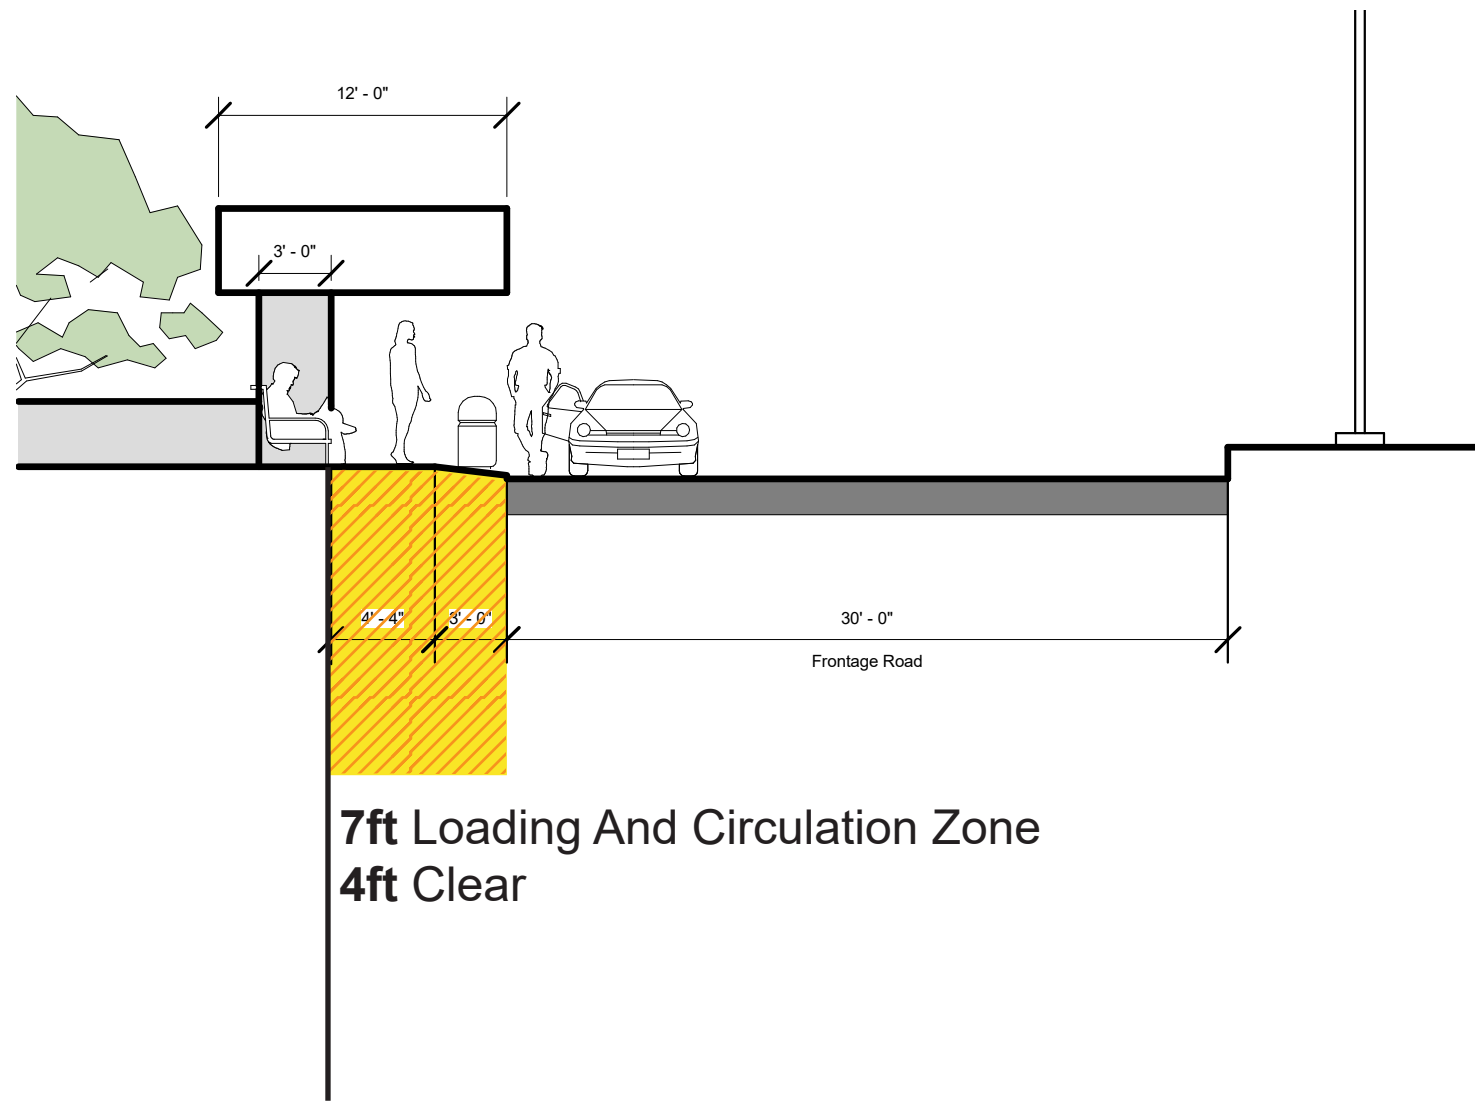 12' - 0"
3' - 0"
4' - 4"
3' - 0"
30' - 0"
Frontage Road
7ft Loading And Circulation Zone
4ft Clear